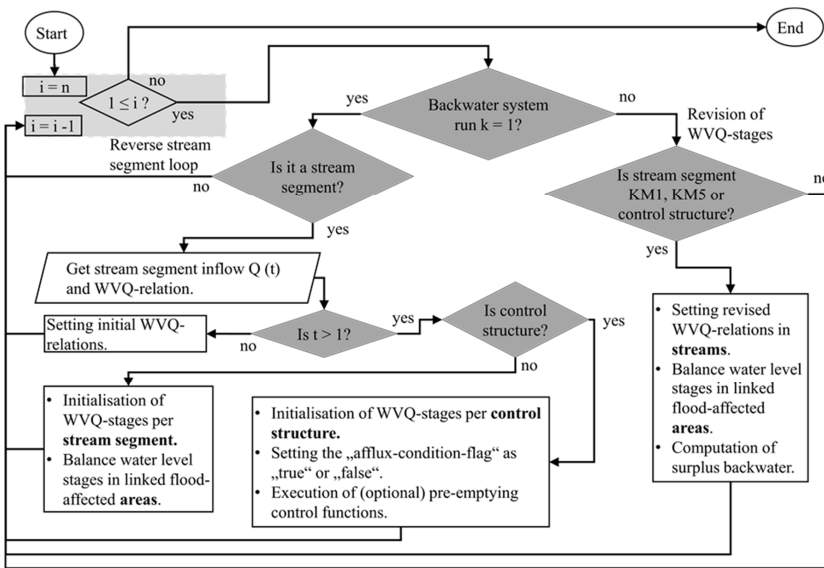 Start
End
i = n
no
1 ≤ i ?
yes
i = i -1
Reverse stream
segment loop
yes
Backwater system
run k = 1?
no
Revision of
WVQ-stages
Is it a stream
segment?
no
yes
Is stream segment
KM1, KM5 or
control structure?
no
yes
Get stream segment inflow Q (t)
and WVQ-relation.
Setting initial WVQ-
relations.
no
Is t > 1?
yes
Is control
structure?
yes
no
• Initialisation of
WVQ-stages per
stream segment.
• Balance water level
stages in linked flood-
affected areas.
• Initialisation of WVQ-stages per control
structure.
• Setting the „afflux-condition-flag“ as
„true“ or „false“.
• Execution of (optional) pre-emptying
control functions.
• Setting revised
WVQ-relations in
streams.
• Balance water level
stages in linked
flood-affected
areas.
• Computation of
surplus backwater.